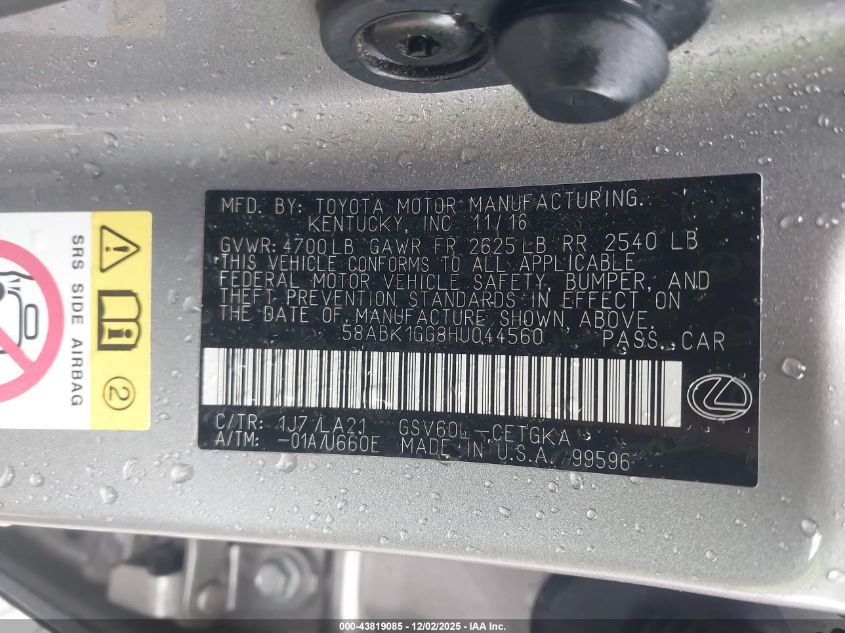 MFD. BY: TOYOTA MOTOR MANUFACTURING.
KENTUCKY, INC 11/16
GVWR: 4700LB GAWR FR 2625LB RR 2540 LB
*THIS VEHICLE CONFORMS TO ALL APPLICABLE
FEDERAL MOTOR VEHICLE SAFETY, BUMPER, AND
THEFT PREVENTION STANDARDS IN EFFECT ON
THE DATE OF MANUFACTURE SHOWN ABOVE.
58ABK1GG8HU044560 PASS. CAR
C/TR: 1J7/LA21 GSV60L-CETGKA
A/TM: -01A/U660E MADE IN U.S.A. 99596
SRS SIDE AIRBAG
2
000-43819085 - 12/02/2025 - IAA Inc.